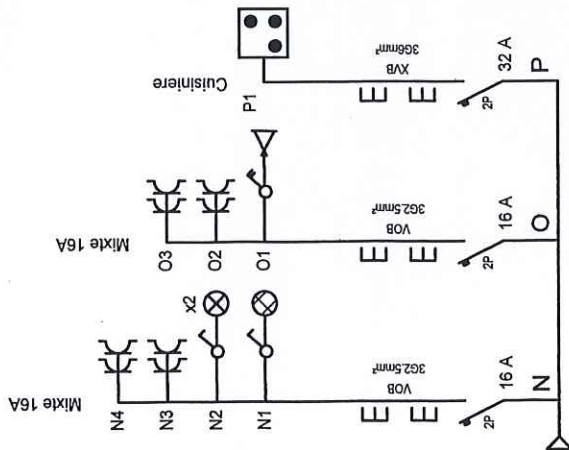 Cuisiniere
P1
3G6mm²
XVB
2P
32 A
P
Mixte 16A
O3
O2
O1
3G2.5mm²
VOB
2P
16 A
O
Mixte 16A
N4
N3
N2
x2
N1
3G2.5mm²
VOB
2P
16 A
N